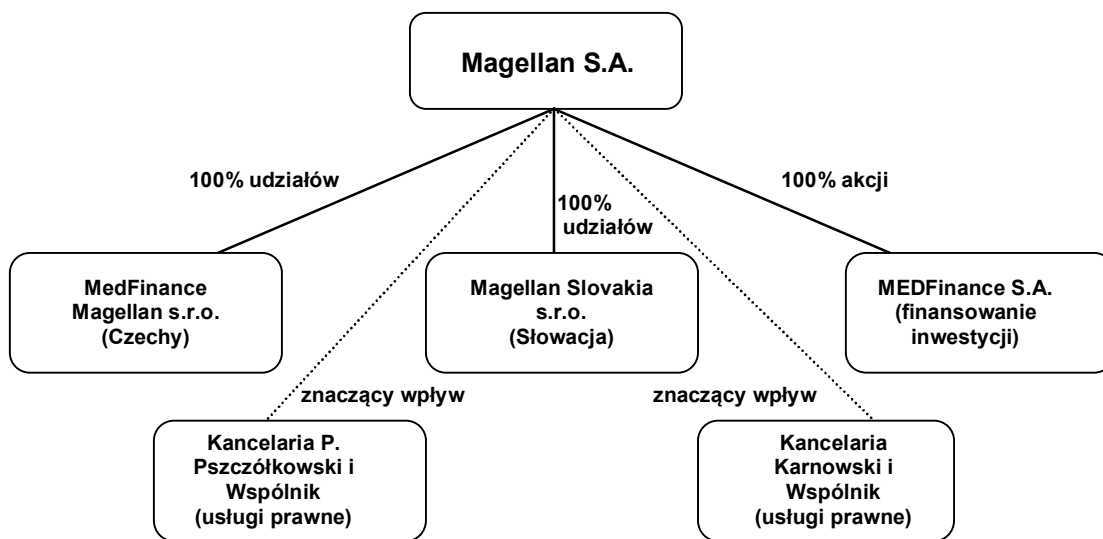 Magellan S.A.
100% udziałów
100%
udziałów
100% akcji
MedFinance
Magellan s.r.o.
(Czechy)
Magellan Slovakia
s.r.o.
(Słowacja)
MEDFinance S.A.
(finansowanie
inwestycji)
znaczący wpływ
znaczący wpływ
Kancelaria P.
Pszczółkowski i
Wspólnik
(usługi prawne)
Kancelaria
Karnowski i
Wspólnik
(usługi prawne)